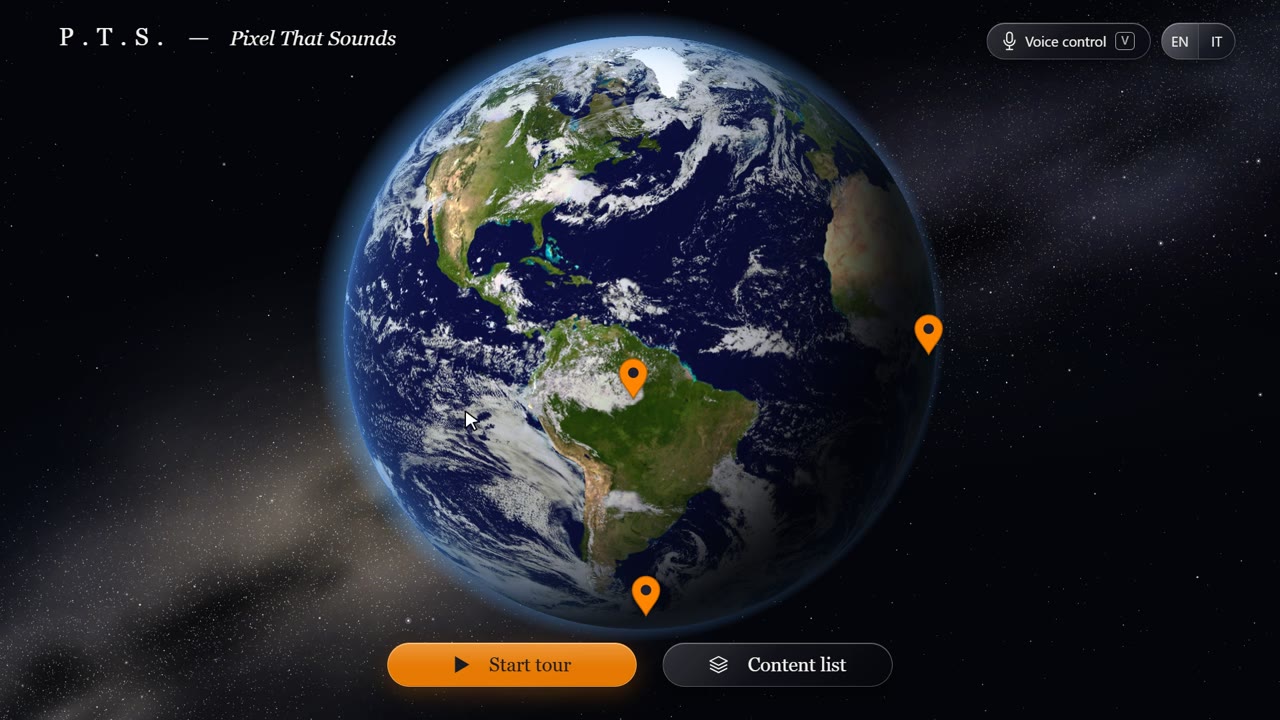 P.T.S. — Pixel That Sounds
Voice control V
EN IT
Start tour
Content list